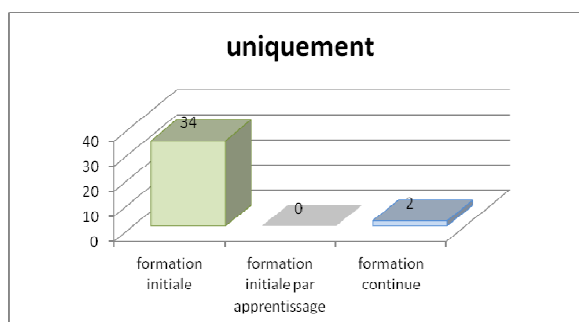 uniquement
40
30
20
10
0
34
0
2
formation
initiale
formation
initiale par
apprentissage
formation
continue